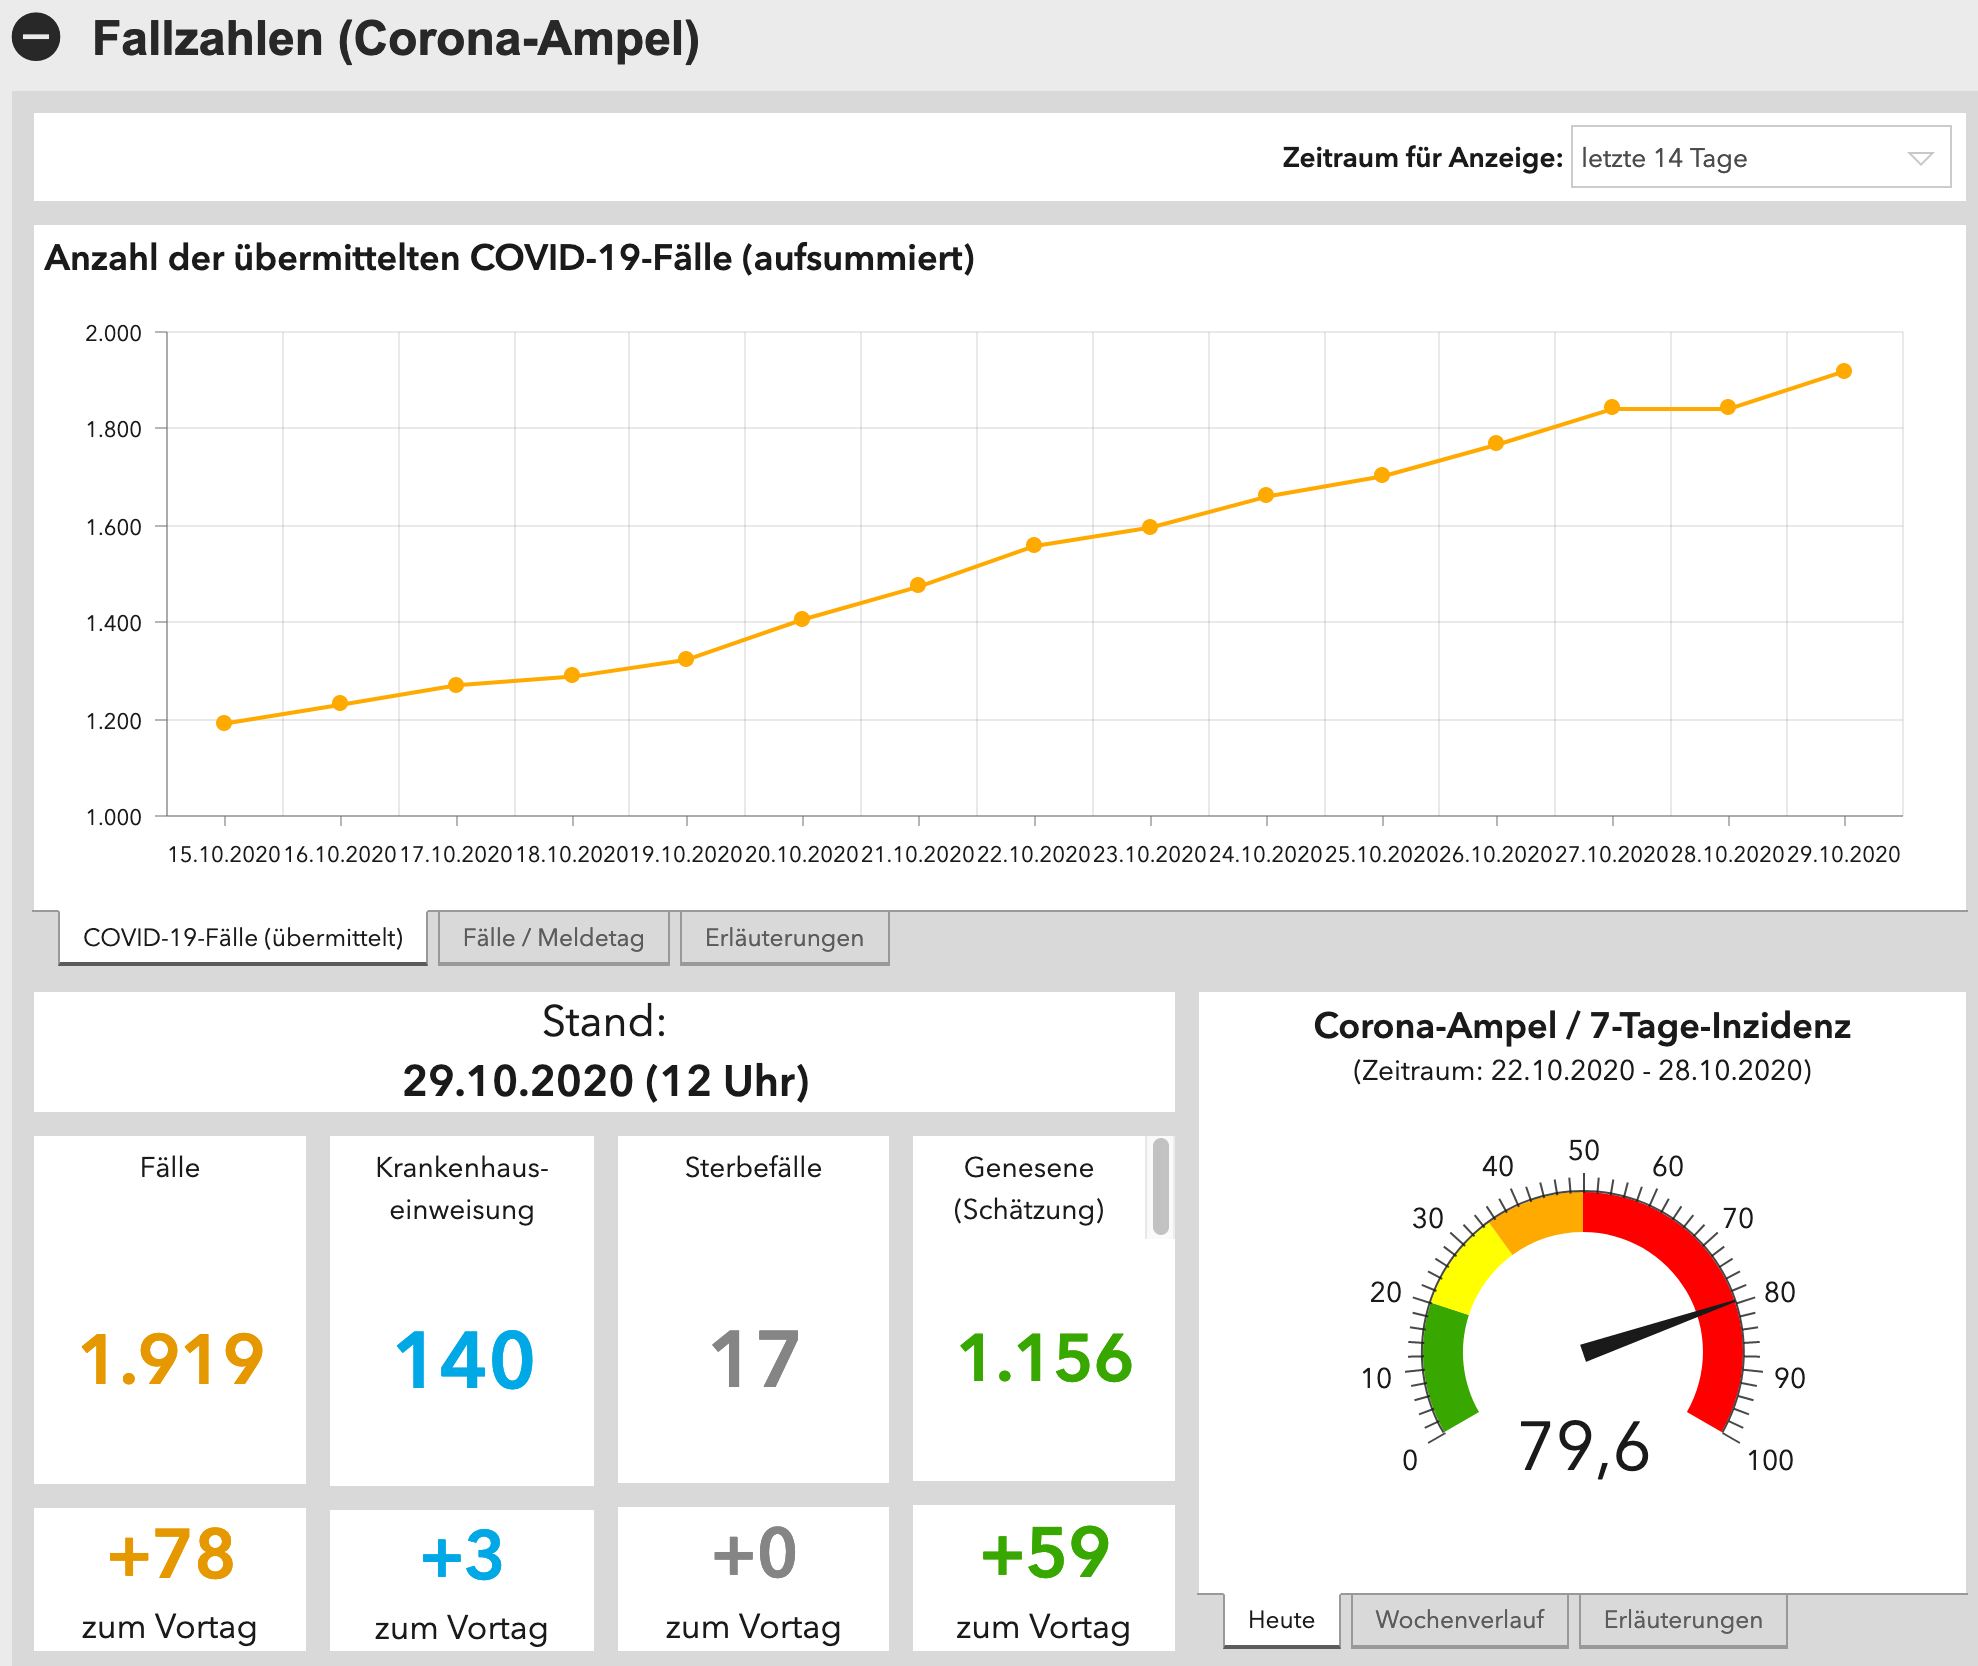 Fallzahlen (Corona-Ampel)
Zeitraum für Anzeige: letzte 14 Tage
Anzahl der übermittelten COVID-19-Fälle (aufsummiert)
2.000
1.800
1.600
1.400
1.200
1.000
15.10.2020 16.10.2020 17.10.2020 18.10.2020 19.10.2020 20.10.2020 21.10.2020 22.10.2020 23.10.2020 24.10.2020 25.10.2020 26.10.2020 27.10.2020 28.10.2020 29.10.2020
COVID-19-Fälle (übermittelt) Fälle / Meldetag Erläuterungen
Stand:
29.10.2020 (12 Uhr)
Fälle
1.919
+78
zum Vortag
Krankenhaus-
einweisung
140
+3
zum Vortag
Sterbefälle
17
+0
zum Vortag
Genesene
(Schätzung)
1.156
+59
zum Vortag
Corona-Ampel / 7-Tage-Inzidenz
(Zeitraum: 22.10.2020 - 28.10.2020)
0
10
20
30
40
50
60
70
80
90
100
79,6
Heute Wochenverlauf Erläuterungen